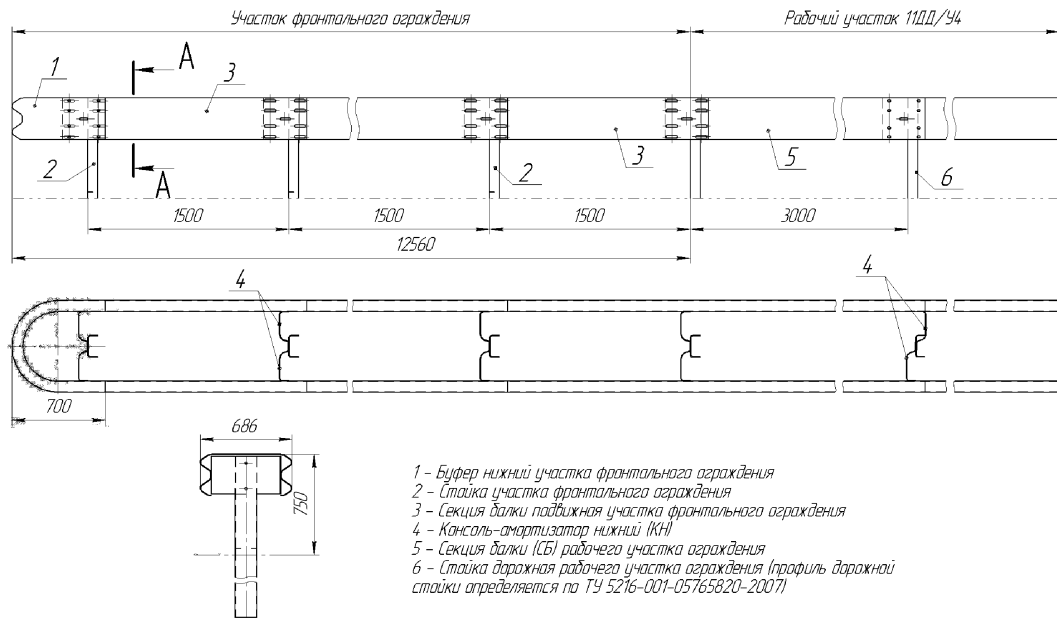 Участок фронтального ограждения
Рабочий участок 11ДД/У4
А
1
3
2
А
2
3
5
6
1500
1500
1500
3000
12560
4
4
700
686
750
1 - Буфер нижний участка фронтального ограждения
2 - Стойка участка фронтального ограждения
3 - Секция балки подвижная участка фронтального ограждения
4 - Консоль-амортизатор нижний (КН)
5 - Секция балки (СБ) рабочего участка ограждения
6 - Стойка дорожная рабочего участка ограждения (профиль дорожной
стойки определяется по ТУ 5216-001-05765820-2007)